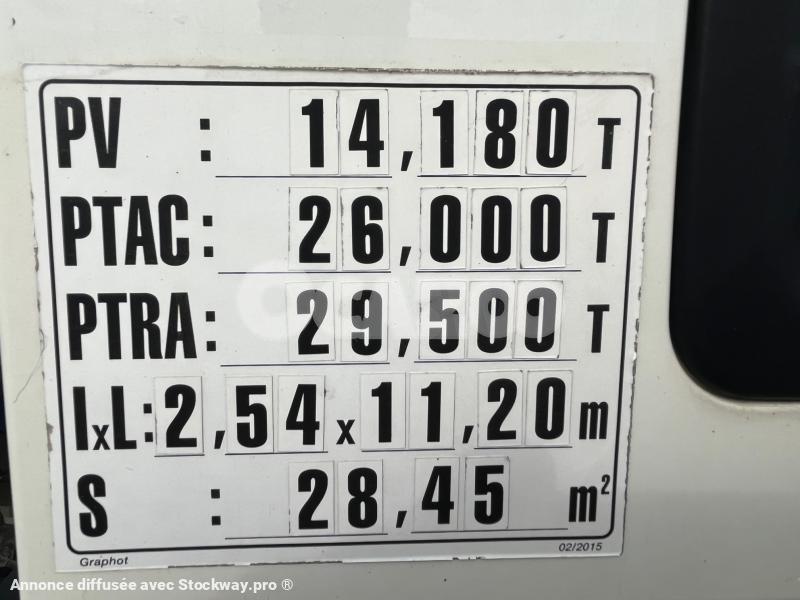 PV : 14,180 T
PTAC : 26,000 T
PTRA : 29,500 T
lxL : 2,54 x 11,20 m
S : 28,45 m²
Graphot 02/2015
Annonce diffusée avec Stockway.pro ®